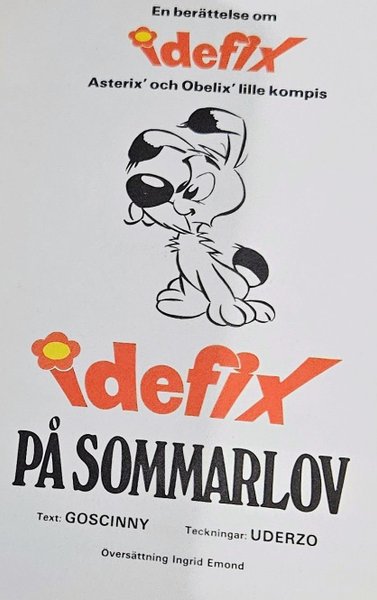 En berättelse om
idefix
Asterix' och Obelix' lille kompis
idefix
PÅ SOMMARLOV
Text: GOSCINNY Teckningar: UDERZO
Översättning Ingrid Emond